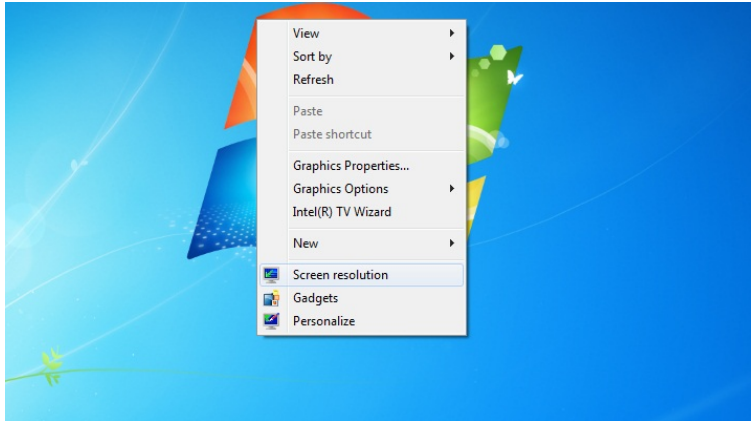 View
Sort by
Refresh
Paste
Paste shortcut
Graphics Properties...
Graphics Options
Intel(R) TV Wizard
New
Screen resolution
Gadgets
Personalize